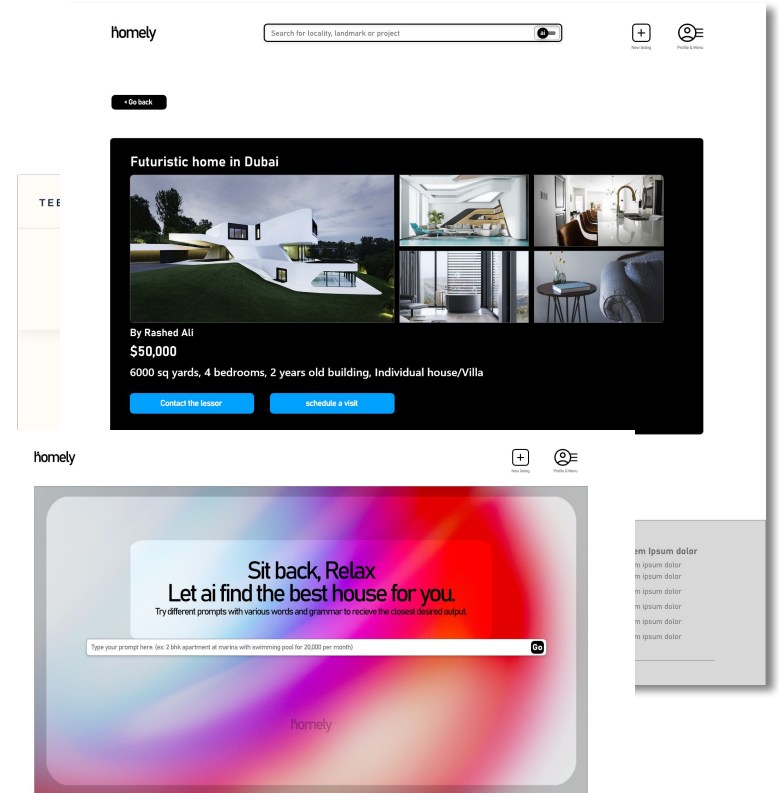 homely
Search for locality, landmark or project
ai
New listing
Profile & Menu
< Go back
Futuristic home in Dubai
By Rashed Ali
$50,000
6000 sq yards, 4 bedrooms, 2 years old building, Individual house/Villa
Contact the lessor
schedule a visit
homely
New listing
Profile & Menu
Sit back, Relax
Let ai find the best house for you.
Try different prompts with various words and grammar to recieve the closest desired output.
Type your prompt here. (ex: 2 bhk apartment at marina with swimming pool for 20,000 per month)
Go
homely
Ipsum dolor
ipsum dolor
ipsum dolor
ipsum dolor
ipsum dolor
ipsum dolor
ipsum dolor